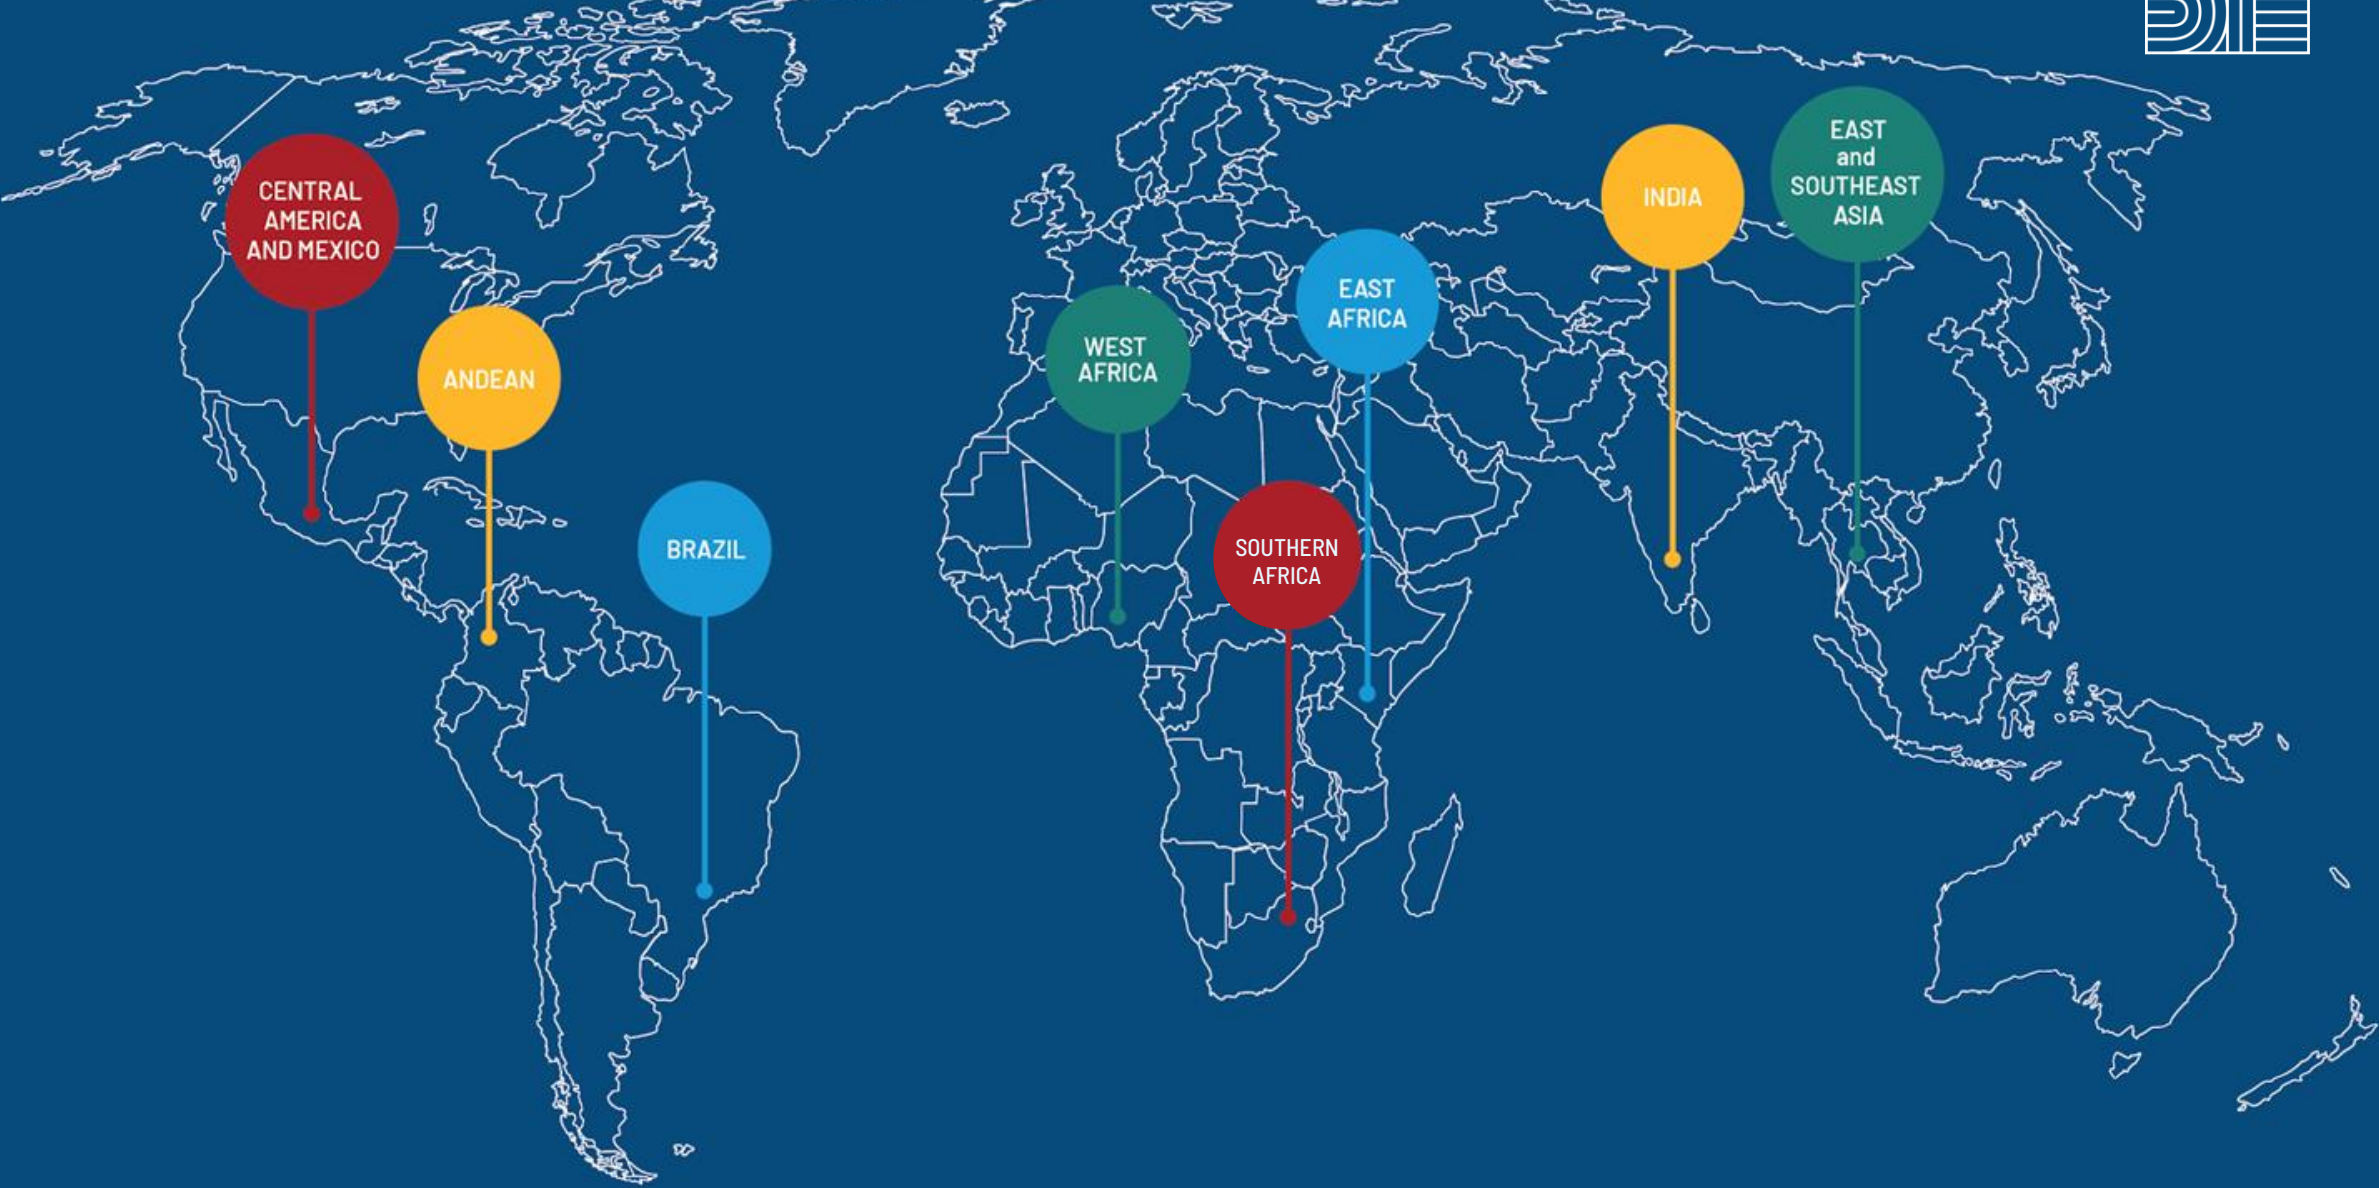 CENTRAL
AMERICA
AND MEXICO
ANDEAN
BRAZIL
WEST
AFRICA
EAST
AFRICA
SOUTHERN
AFRICA
INDIA
EAST
and
SOUTHEAST
ASIA